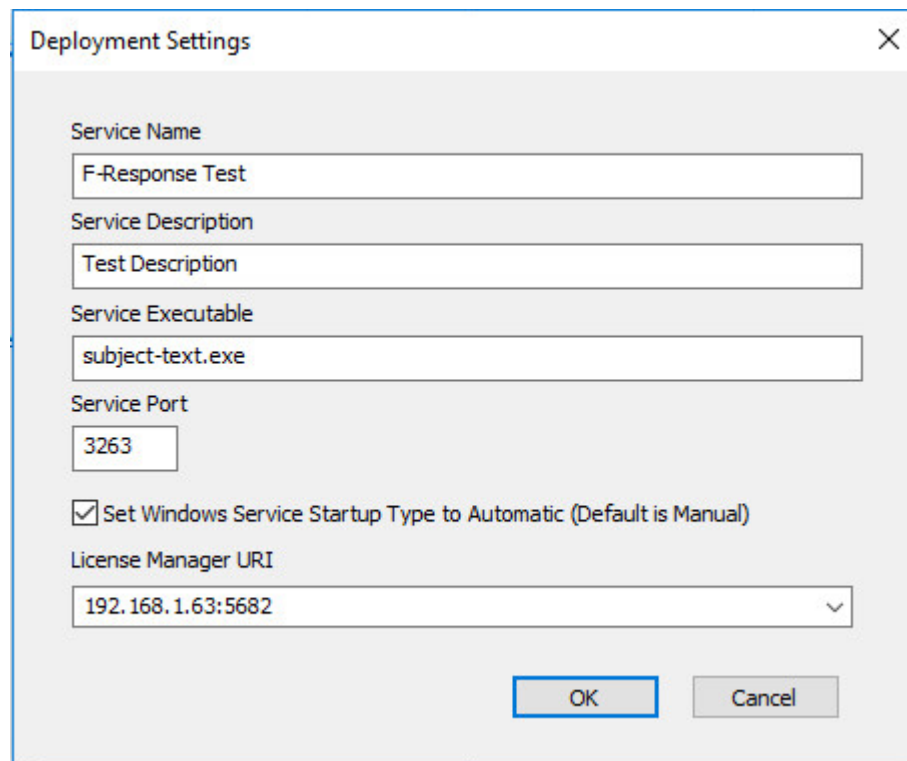 Deployment Settings
Service Name
F-Response Test
Service Description
Test Description
Service Executable
subject-text.exe
Service Port
3263
Set Windows Service Startup Type to Automatic (Default is Manual)
License Manager URI
192.168.1.63:5682
OK
Cancel